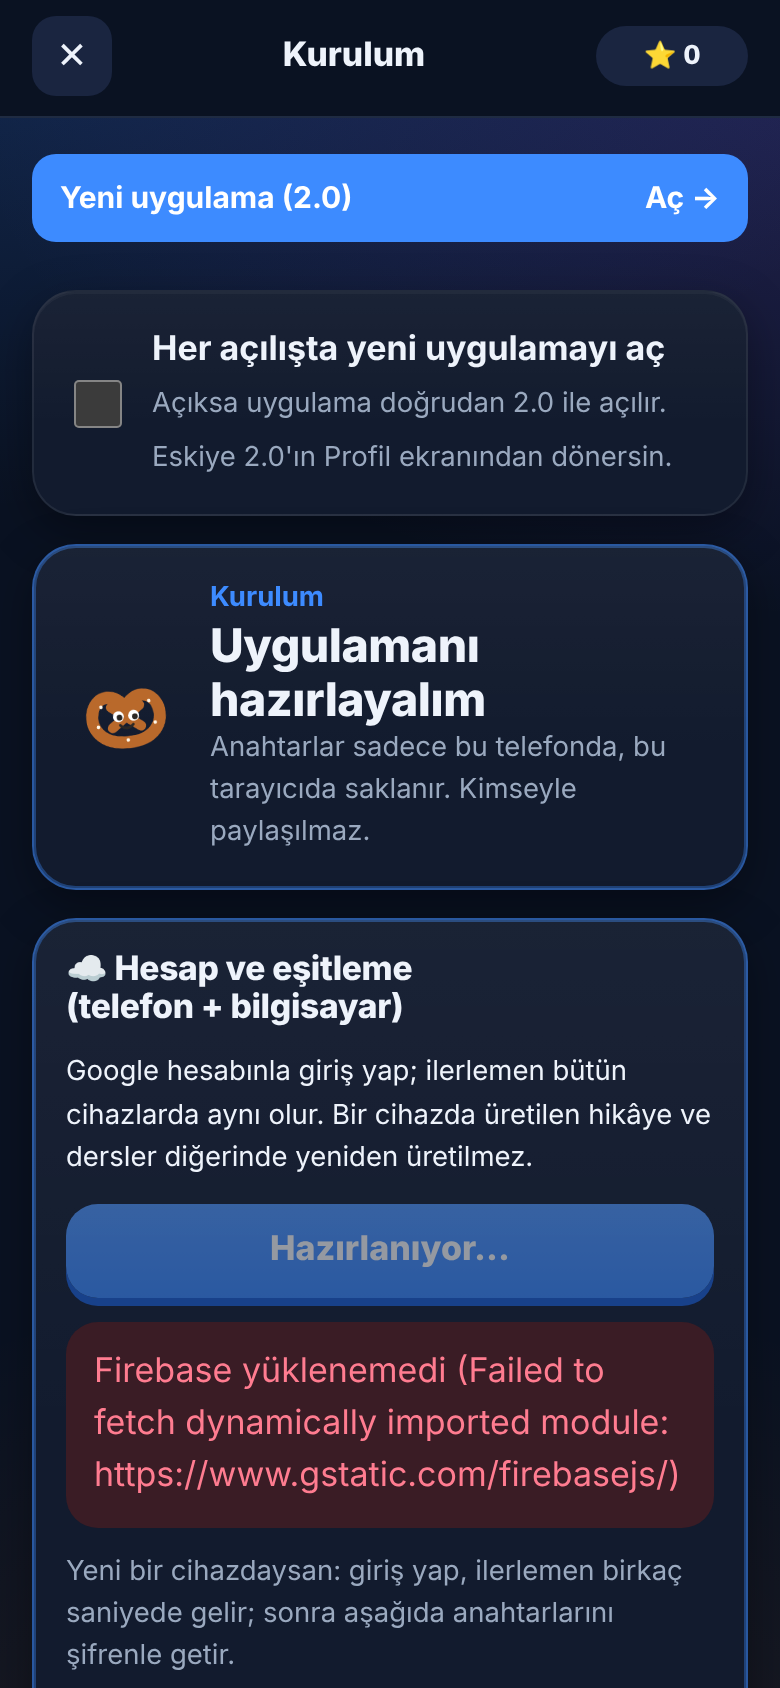 ✕ Kurulum ⭐ 0
Yeni uygulama (2.0) Aç →
Her açılışta yeni uygulamayı aç
Açıksa uygulama doğrudan 2.0 ile açılır.
Eskiye 2.0'ın Profil ekranından dönersin.
Kurulum
Uygulamanı
hazırlayalım
Anahtarlar sadece bu telefonda, bu
tarayıcıda saklanır. Kimseyle
paylaşılmaz.
☁️ Hesap ve eşitleme
(telefon + bilgisayar)
Google hesabınla giriş yap; ilerlemen bütün
cihazlarda aynı olur. Bir cihazda üretilen hikâye ve
dersler diğerinde yeniden üretilmez.
Hazırlanıyor...
Firebase yüklenemedi (Failed to
fetch dynamically imported module:
https://www.gstatic.com/firebasejs/)
Yeni bir cihazdaysan: giriş yap, ilerlemen birkaç
saniyede gelir; sonra aşağıda anahtarlarını
şifrenle getir.